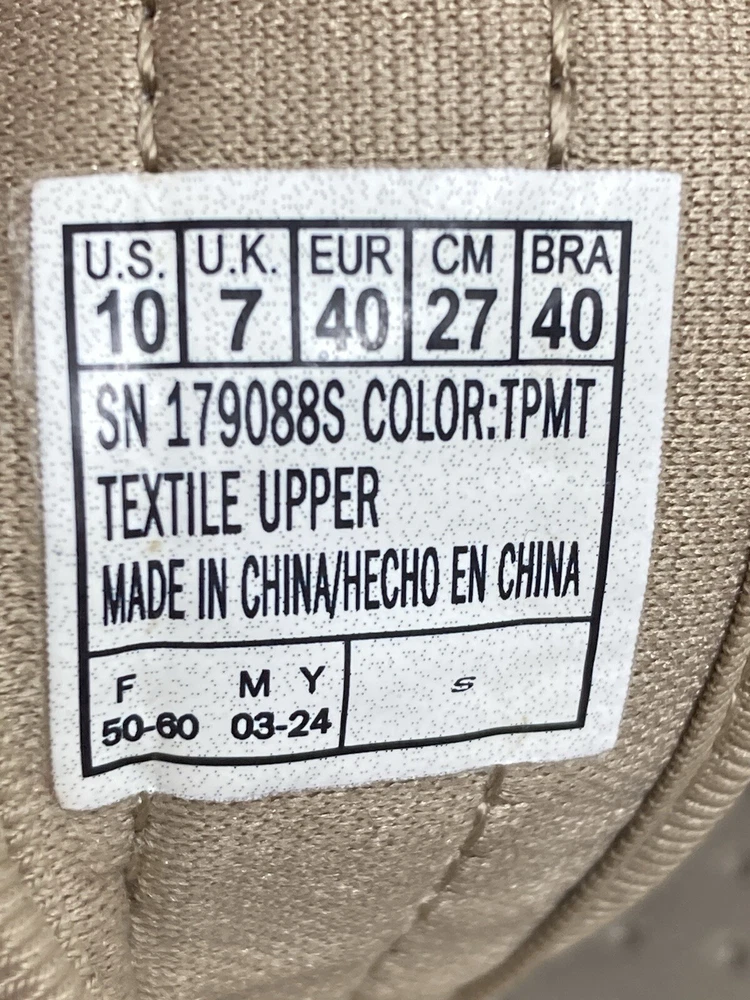 U.S. U.K. EUR CM BRA
10 7 40 27 40
SN 179088S COLOR:TPMT
TEXTILE UPPER
MADE IN CHINA/HECHO EN CHINA
F M Y S
50-60 03-24